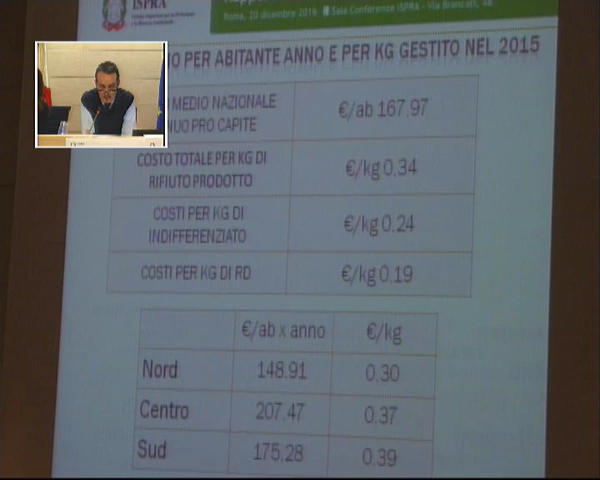 ISPRA
Roma, 20 dicembre 2016 Sala Conferenze ISPRA - Via Brancati, 48
PER ABITANTE ANNO E PER KG GESTITO NEL 2015
MEDIO NAZIONALE
PRO CAPITE
€/ab 167,97
COSTO TOTALE PER KG DI
RIFIUTO PRODOTTO
€/kg 0,34
COSTI PER KG DI
INDIFFERENZIATO
€/kg 0,24
COSTI PER KG DI RD
€/kg 0,19
€/ab x anno €/kg
Nord 148,91 0,30
Centro 207,47 0,37
Sud 175,28 0,39